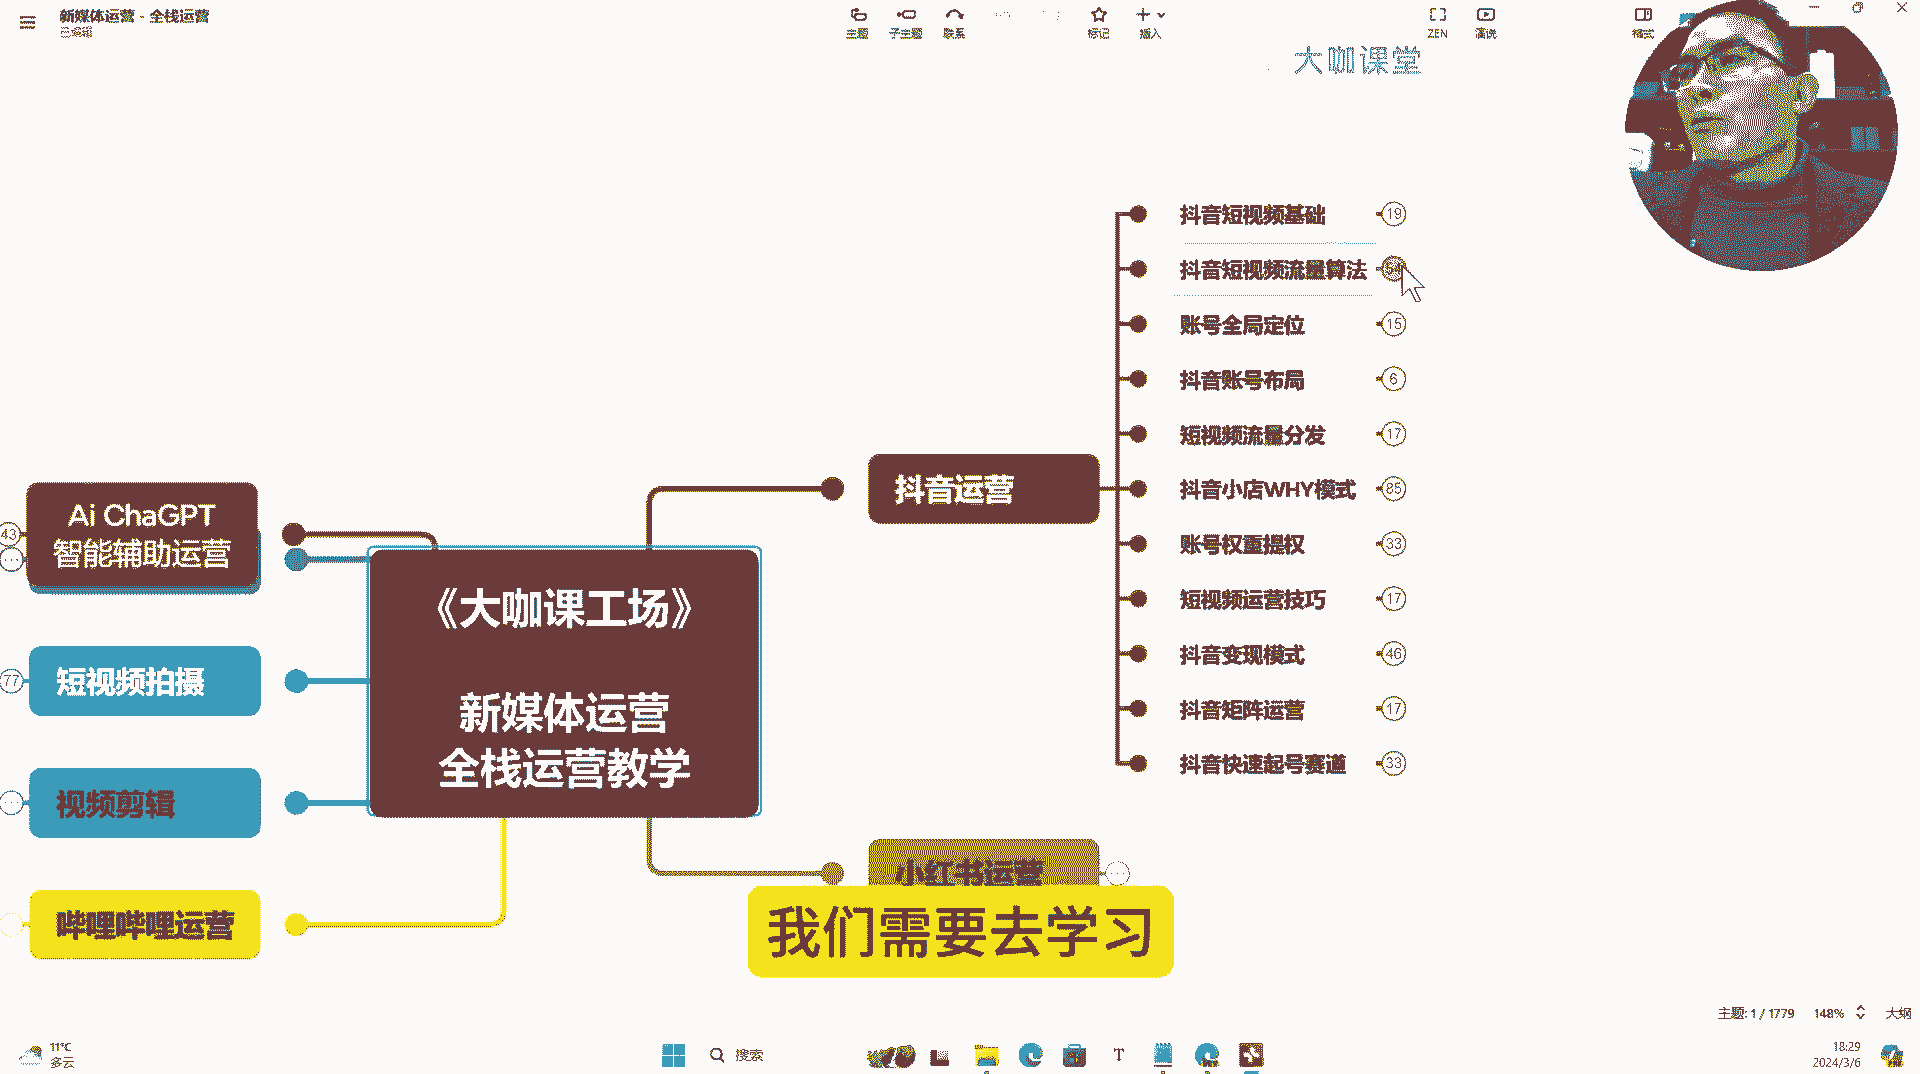 新媒体运营 - 全栈运营
已编辑
主题
子主题
联系
标记
插入
ZEN
演说
格式
大咖课堂
抖音短视频基础
19
抖音短视频流量算法
账号全局定位
15
抖音账号布局
6
短视频流量分发
17
抖音运营
抖音小店WHY模式
85
账号权重提权
33
短视频运营技巧
17
抖音变现模式
46
抖音矩阵运营
17
抖音快速起号赛道
33
Ai ChaGPT
智能辅助运营
43
《大咖课工场》
新媒体运营
全栈运营教学
短视频拍摄
77
视频剪辑
哔哩哔哩运营
小红书运营
我们需要去学习
主题: 1 / 1779
148%
大纲
11°C
多云
搜索
18:29
2024/3/6